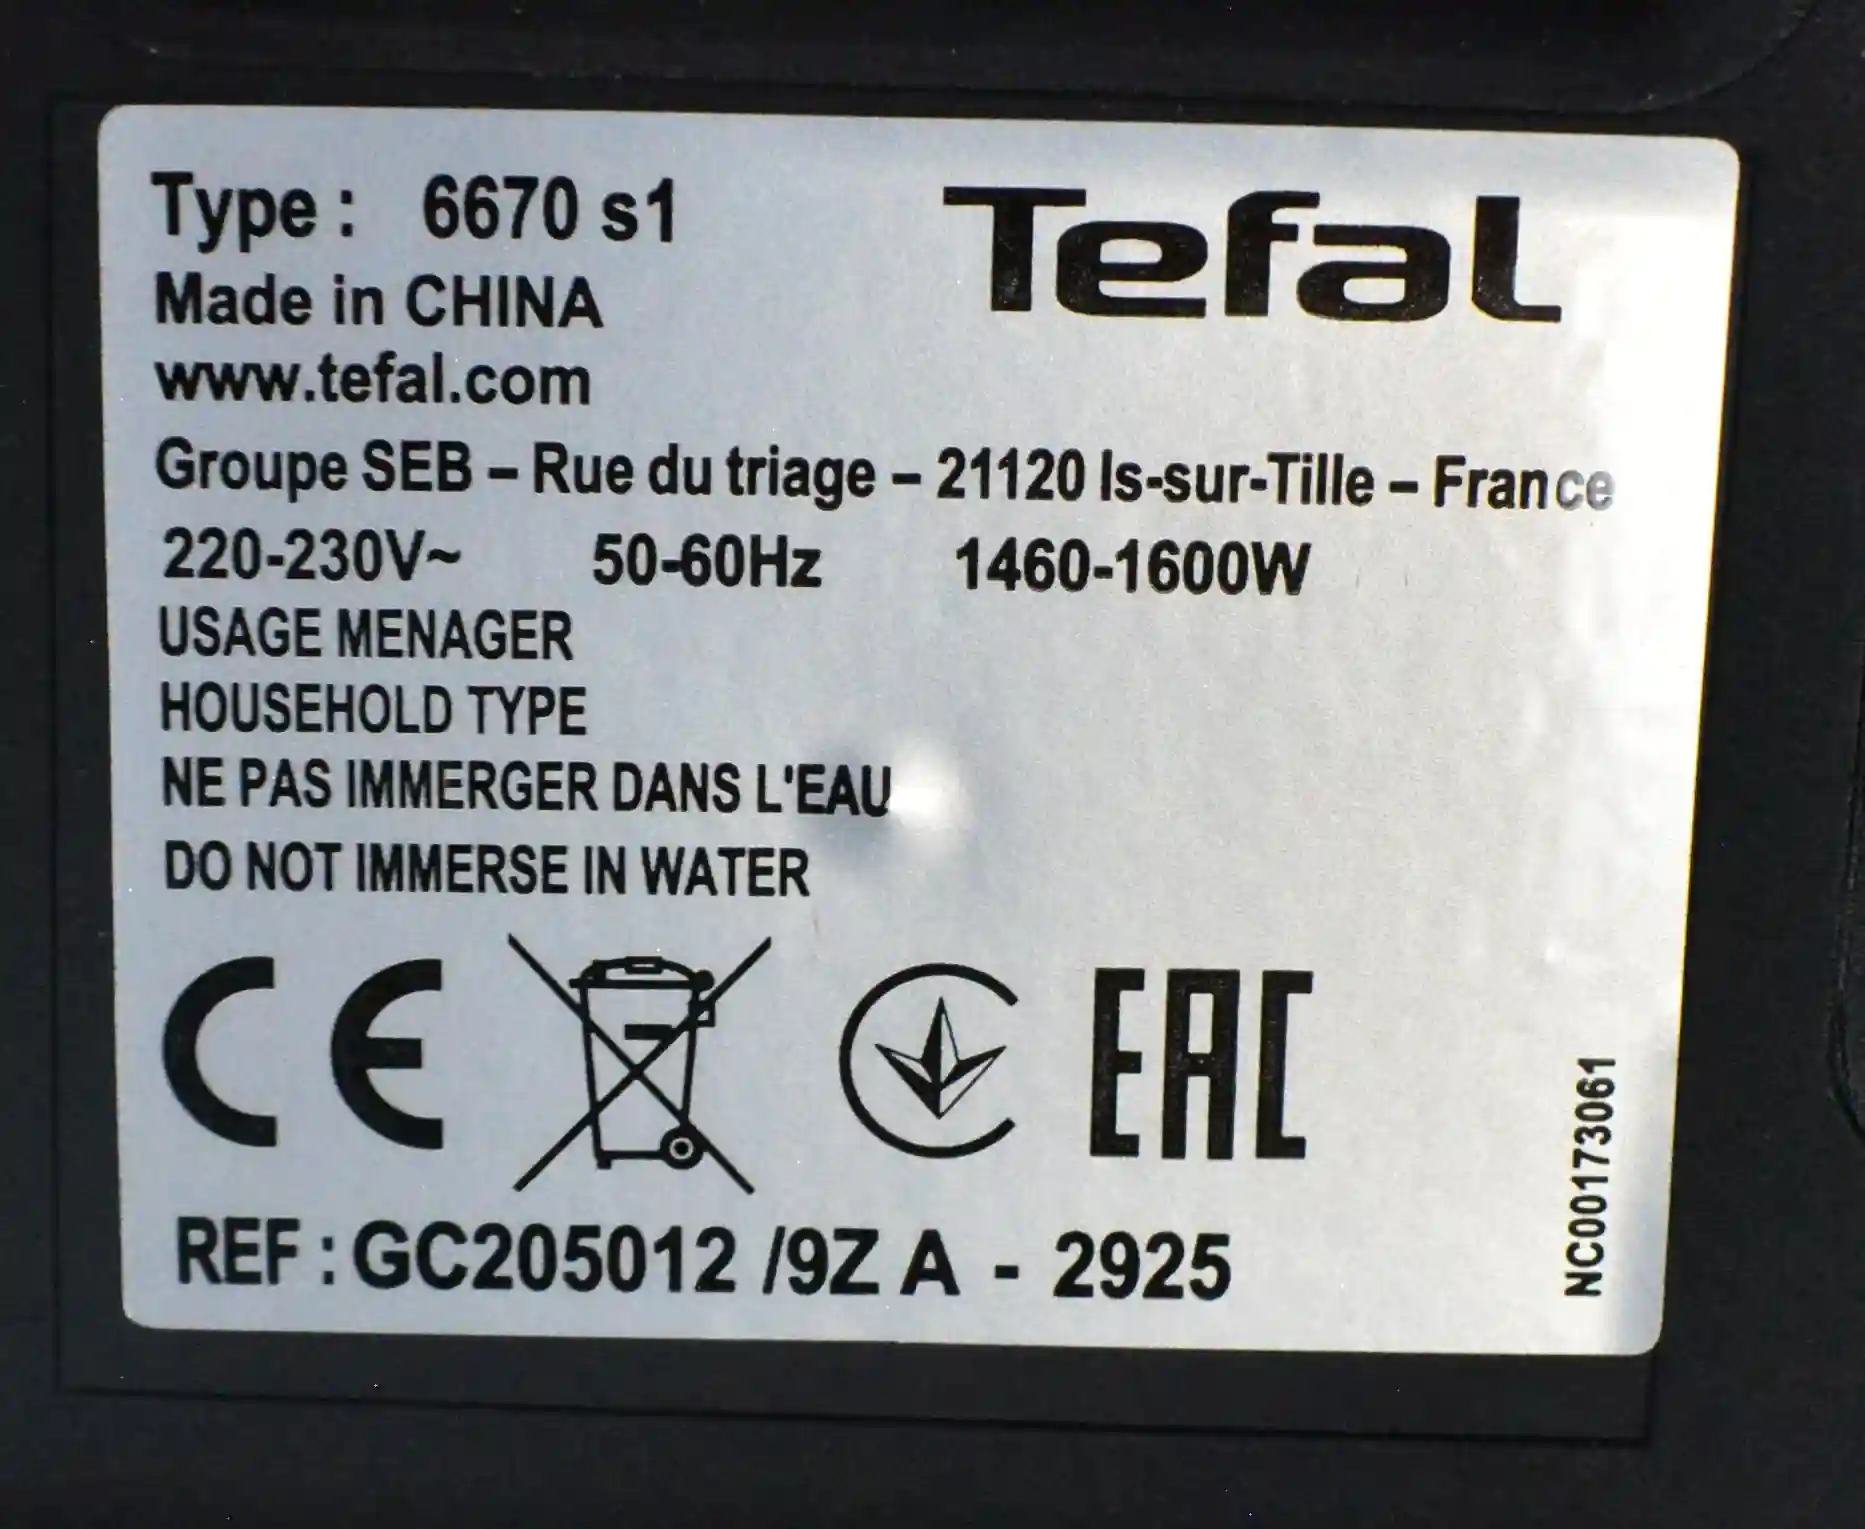 Type : 6670 s1
Tefal
Made in CHINA
www.tefal.com
Groupe SEB – Rue du triage – 21120 Is-sur-Tille – France
220-230V~ 50-60Hz 1460-1600W
USAGE MENAGER
HOUSEHOLD TYPE
NE PAS IMMERGER DANS L'EAU
DO NOT IMMERSE IN WATER
CE EAC
REF : GC205012 /9Z A - 2925
NC00173061